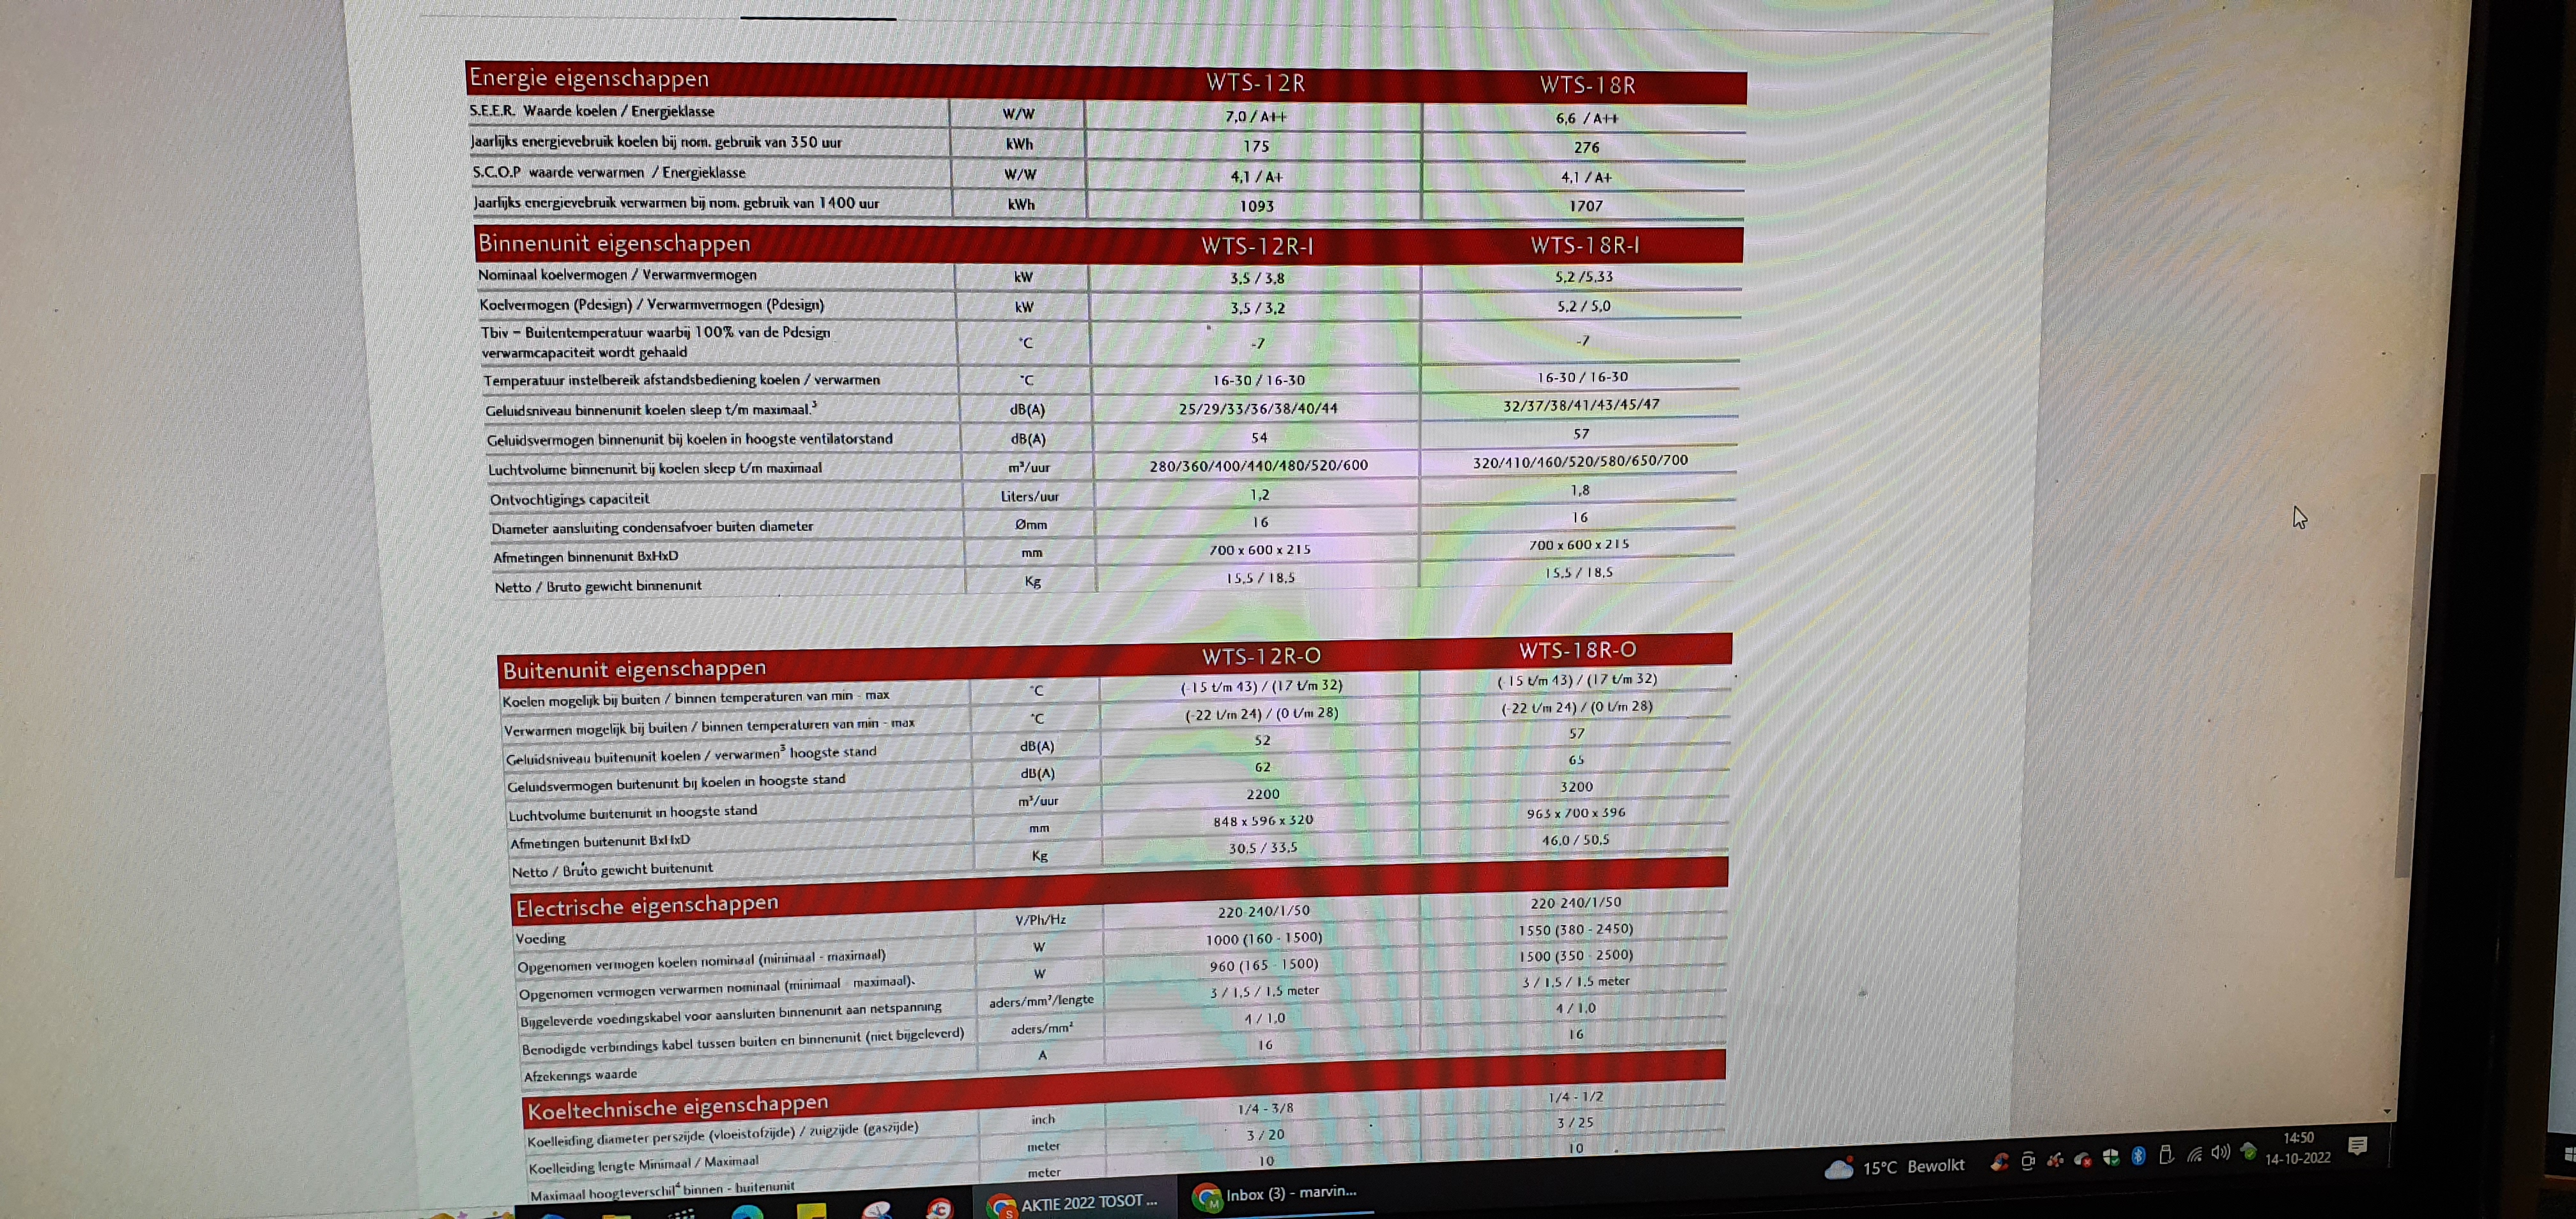 Energie eigenschappen WTS-12R WTS-18R
S.E.E.R. Waarde koelen / Energieklasse W/W 7,0 / A++ 6,6 / A++
Jaarlijks energievebruik koelen bij nom. gebruik van 350 uur kWh 175 276
S.C.O.P waarde verwarmen / Energieklasse W/W 4,1 / A+ 4,1 / A+
Jaarlijks energievebruik verwarmen bij nom. gebruik van 1400 uur kWh 1093 1707
Binnenunit eigenschappen WTS-12R-I WTS-18R-I
Nominaal koelvermogen / Verwarmvermogen kW 3,5 / 3,8 5,2 /5,33
Koelvermogen (Pdesign) / Verwarmvermogen (Pdesign) kW 3,5 / 3,2 5,2 / 5,0
Tbiv – Buitentemperatuur waarbij 100% van de Pdesign
verwarmcapaciteit wordt gehaald °C -7 -7
Temperatuur instelbereik afstandsbediening koelen / verwarmen °C 16-30 / 16-30 16-30 / 16-30
Geluidsniveau binnenunit koelen sleep t/m maximaal.³ dB(A) 25/29/33/36/38/40/44 32/37/38/41/43/45/47
Geluidsvermogen binnenunit bij koelen in hoogste ventilatorstand dB(A) 54 57
Luchtvolume binnenunit bij koelen sleep t/m maximaal m³/uur 280/360/400/440/480/520/600 320/410/460/520/580/650/700
Ontvochtigings capaciteit Liters/uur 1,2 1,8
Diameter aansluiting condensafvoer buiten diameter Ømm 16 16
Afmetingen binnenunit BxHxD mm 700 x 600 x 215 700 x 600 x 215
Netto / Bruto gewicht binnenunit Kg 15,5 / 18,5 15,5 / 18,5
Buitenunit eigenschappen WTS-12R-O WTS-18R-O
Koelen mogelijk bij buiten / binnen temperaturen van min - max °C (-15 t/m 43) / (17 t/m 32) (-15 t/m 43) / (17 t/m 32)
Verwarmen mogelijk bij buiten / binnen temperaturen van min - max °C (-22 t/m 24) / (0 t/m 28) (-22 t/m 24) / (0 t/m 28)
Geluidsniveau buitenunit koelen / verwarmen³ hoogste stand dB(A) 52 57
Geluidsvermogen buitenunit bij koelen in hoogste stand dB(A) 62 65
Luchtvolume buitenunit in hoogste stand m³/uur 2200 3200
Afmetingen buitenunit BxHxD mm 848 x 596 x 320 963 x 700 x 396
Netto / Bruto gewicht buitenunit Kg 30,5 / 33,5 46,0 / 50,5
Electrische eigenschappen
Voeding V/Ph/Hz 220-240/1/50 220-240/1/50
Opgenomen vermogen koelen nominaal (minimaal - maximaal) W 1000 (160 - 1500) 1550 (380 - 2450)
Opgenomen vermogen verwarmen nominaal (minimaal - maximaal). W 960 (165 - 1500) 1500 (350 - 2500)
Bijgeleverde voedingskabel voor aansluiten binnenunit aan netspanning aders/mm²/lengte 3 / 1,5 / 1,5 meter 3 / 1,5 / 1,5 meter
Benodigde verbindings kabel tussen buiten en binnenunit (niet bijgeleverd) aders/mm² 4 / 1,0 4 / 1,0
Afzekerings waarde A 16 16
Koeltechnische eigenschappen
Koelleiding diameter perszijde (vloeistofzijde) / zuigzijde (gaszijde) inch 1/4 - 3/8 1/4 - 1/2
Koelleiding lengte Minimaal / Maximaal meter 3 / 20 3 / 25
Maximaal hoogteverschil⁴ binnen - buitenunit meter 10 10
AKTIE 2022 TOSOT ... Inbox (3) - marvin... 15°C Bewolkt 14:50
14-10-2022